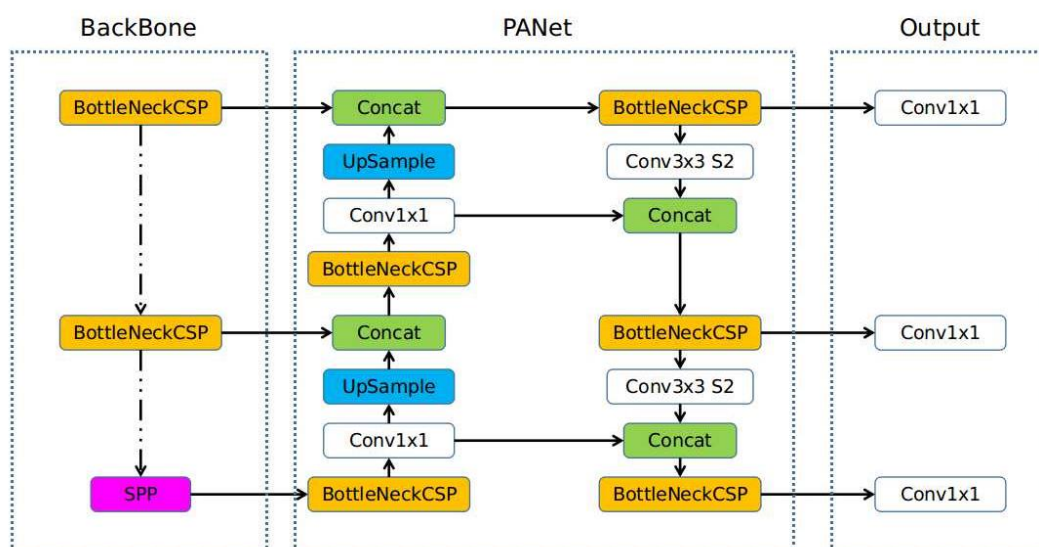 BackBone
PANet
Output
BottleNeckCSP
Concat
BottleNeckCSP
Conv1x1
UpSample
Conv3x3 S2
Conv1x1
Concat
BottleNeckCSP
BottleNeckCSP
Concat
BottleNeckCSP
Conv1x1
UpSample
Conv3x3 S2
Conv1x1
Concat
SPP
BottleNeckCSP
BottleNeckCSP
Conv1x1